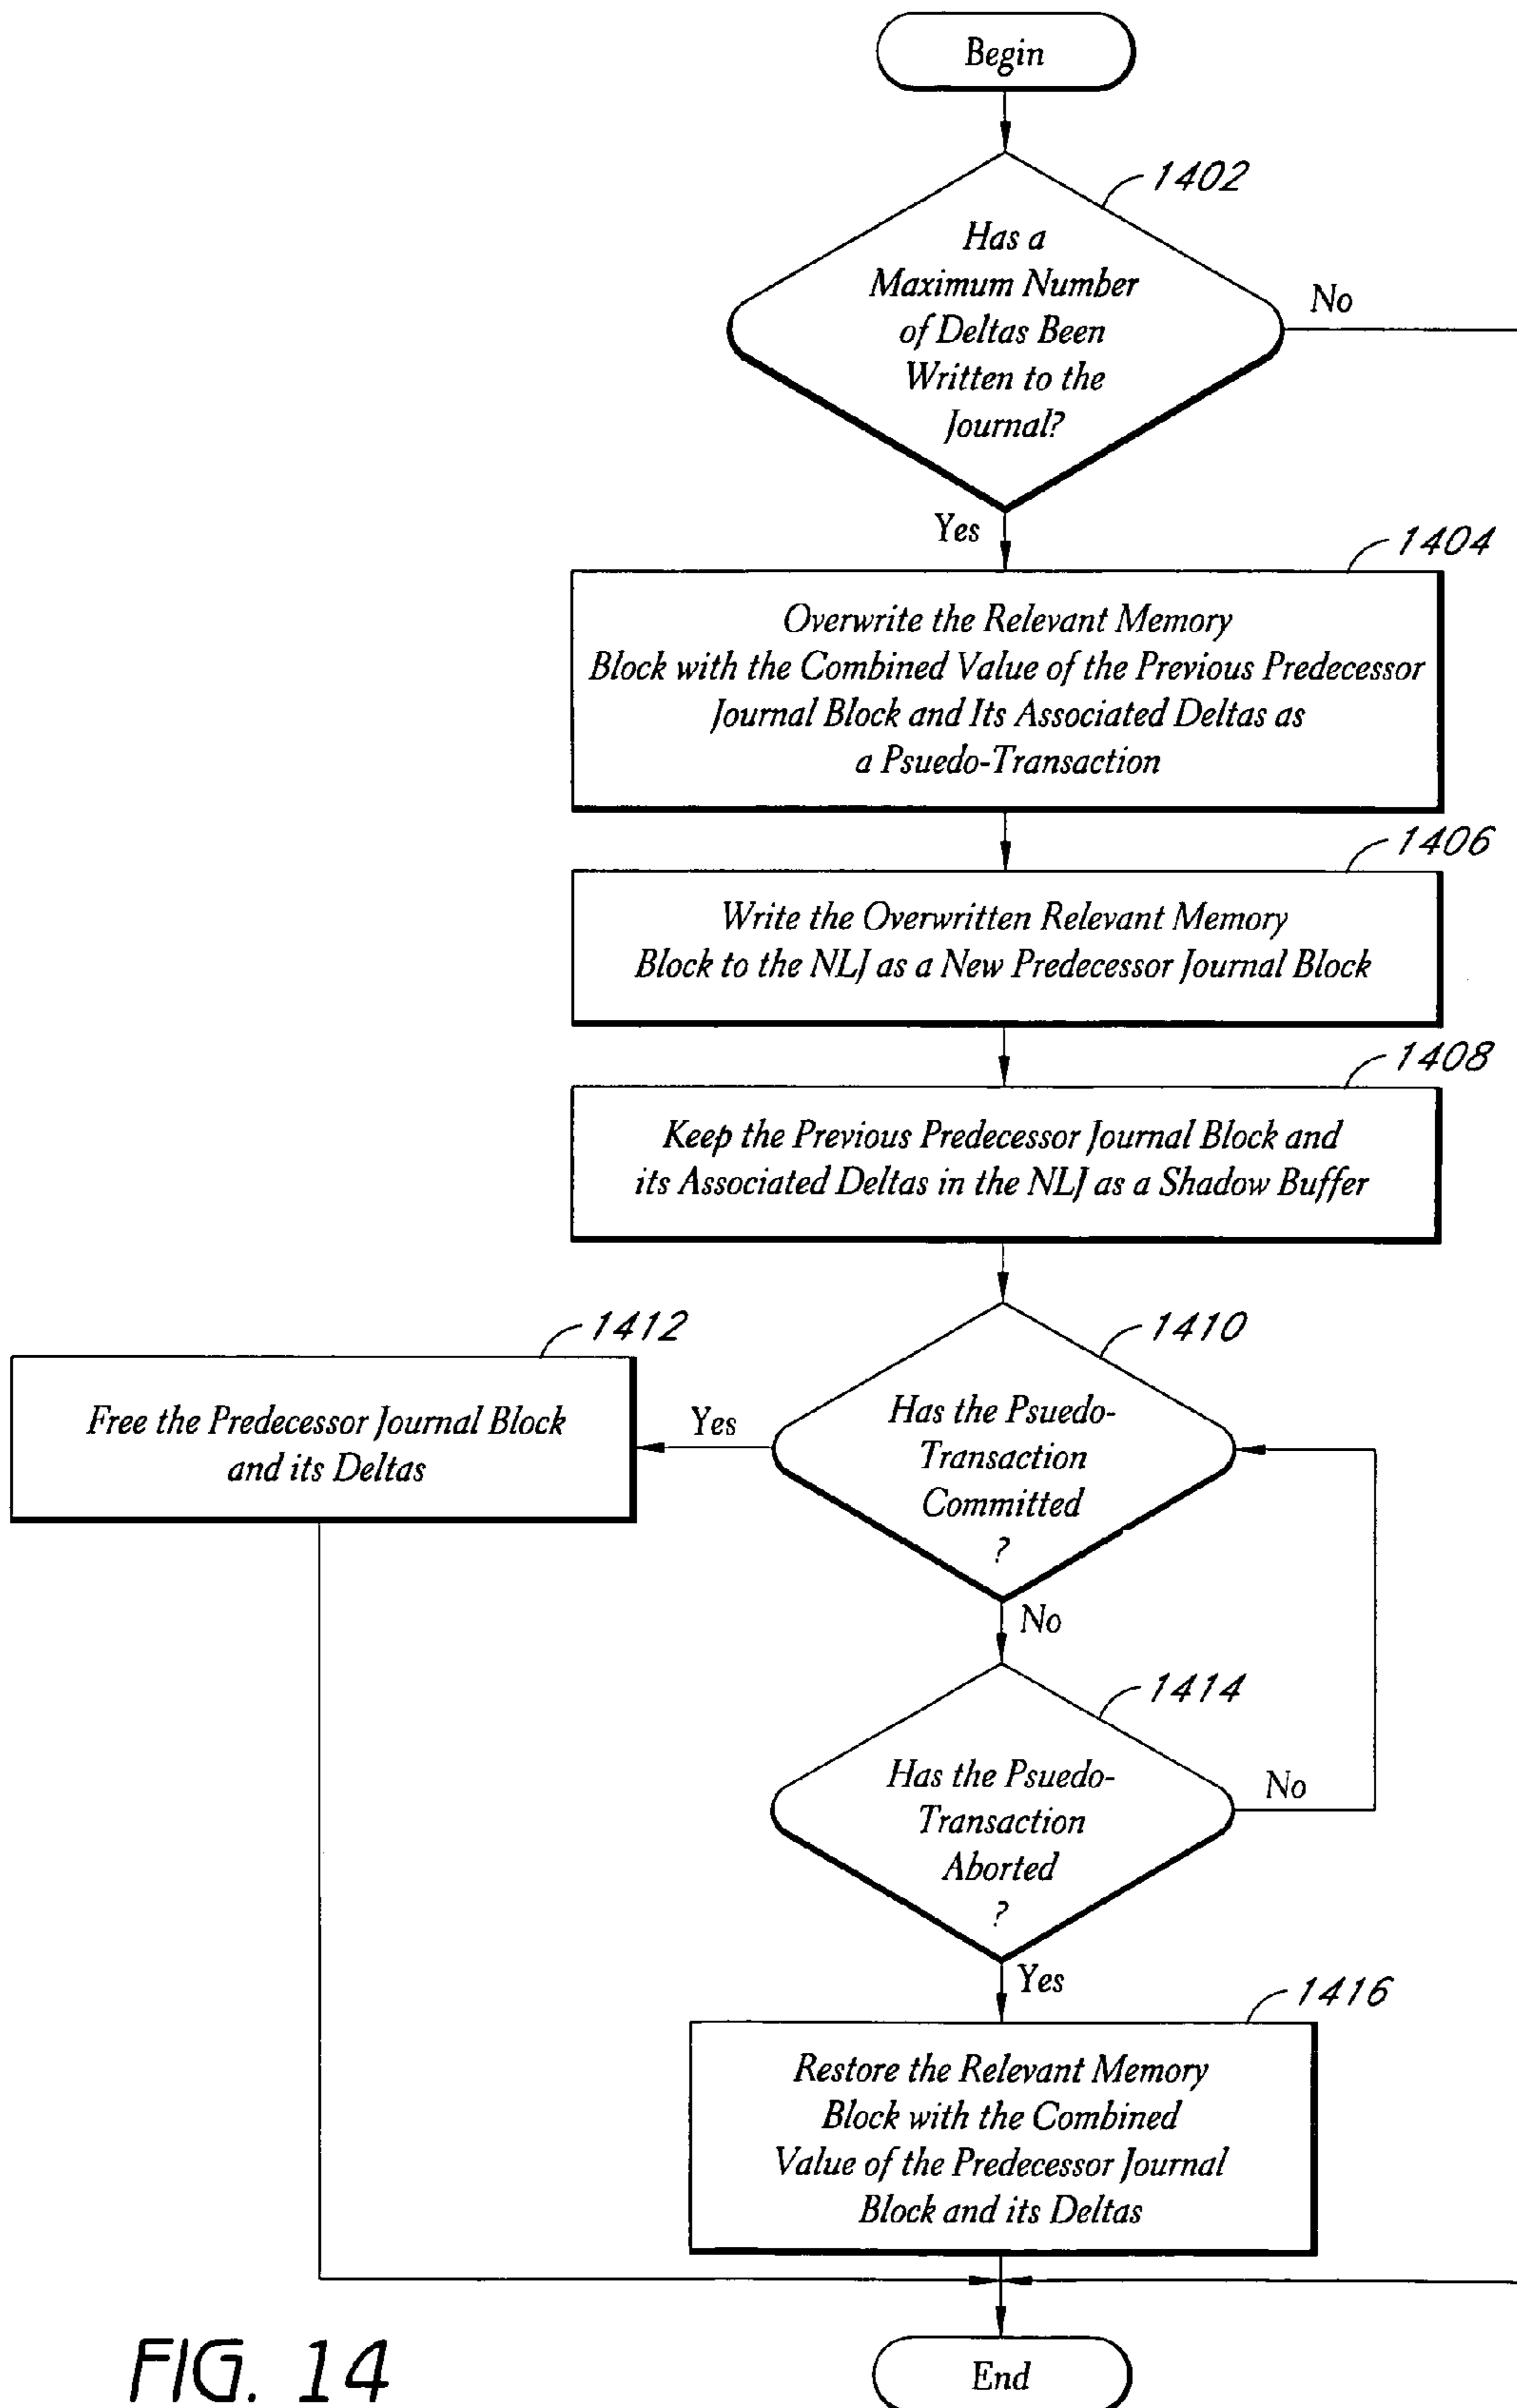 Begin
1402
Has a
Maximum Number
of Deltas Been
Written to the
Journal?
No
Yes
1404
Overwrite the Relevant Memory
Block with the Combined Value of the Previous Predecessor
Journal Block and Its Associated Deltas as
a Psuedo-Transaction
1406
Write the Overwritten Relevant Memory
Block to the NLJ as a New Predecessor Journal Block
1408
Keep the Previous Predecessor Journal Block and
its Associated Deltas in the NLJ as a Shadow Buffer
1412
Free the Predecessor Journal Block
and its Deltas
Yes
1410
Has the Psuedo-
Transaction
Committed
?
No
1414
Has the Psuedo-
Transaction
Aborted
?
No
Yes
1416
Restore the Relevant Memory
Block with the Combined
Value of the Predecessor Journal
Block and its Deltas
End
FIG. 14